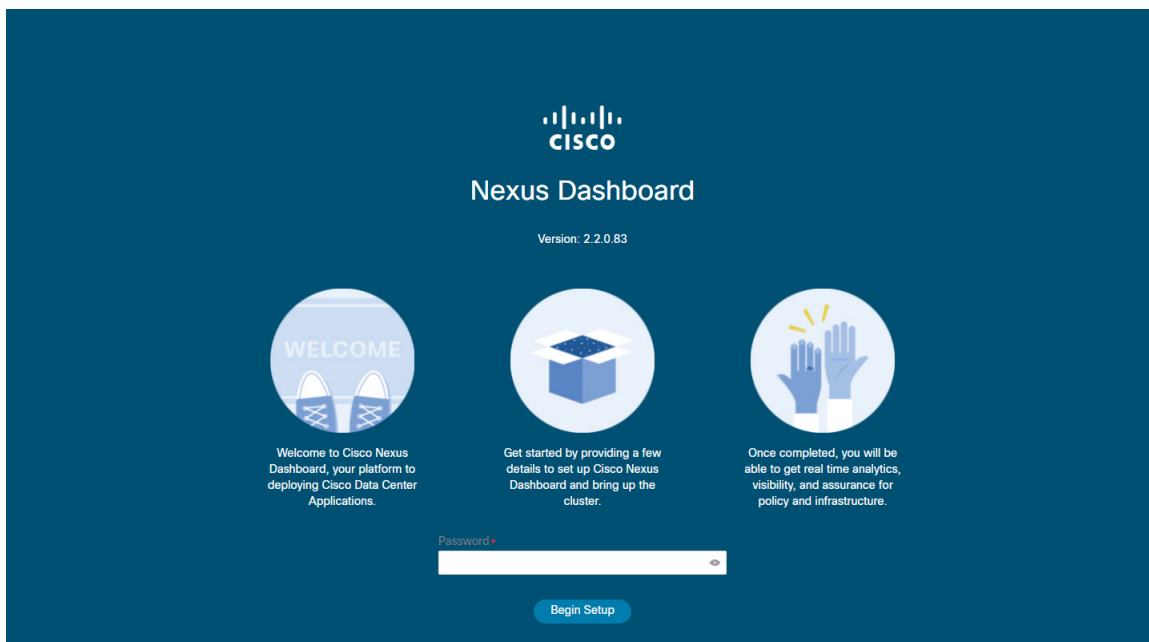 CISCO
Nexus Dashboard
Version: 2.2.0.83
WELCOME
Welcome to Cisco Nexus
Dashboard, your platform to
deploying Cisco Data Center
Applications.
Get started by providing a few
details to set up Cisco Nexus
Dashboard and bring up the
cluster.
Once completed, you will be
able to get real time analytics,
visibility, and assurance for
policy and infrastructure.
Password*
Begin Setup